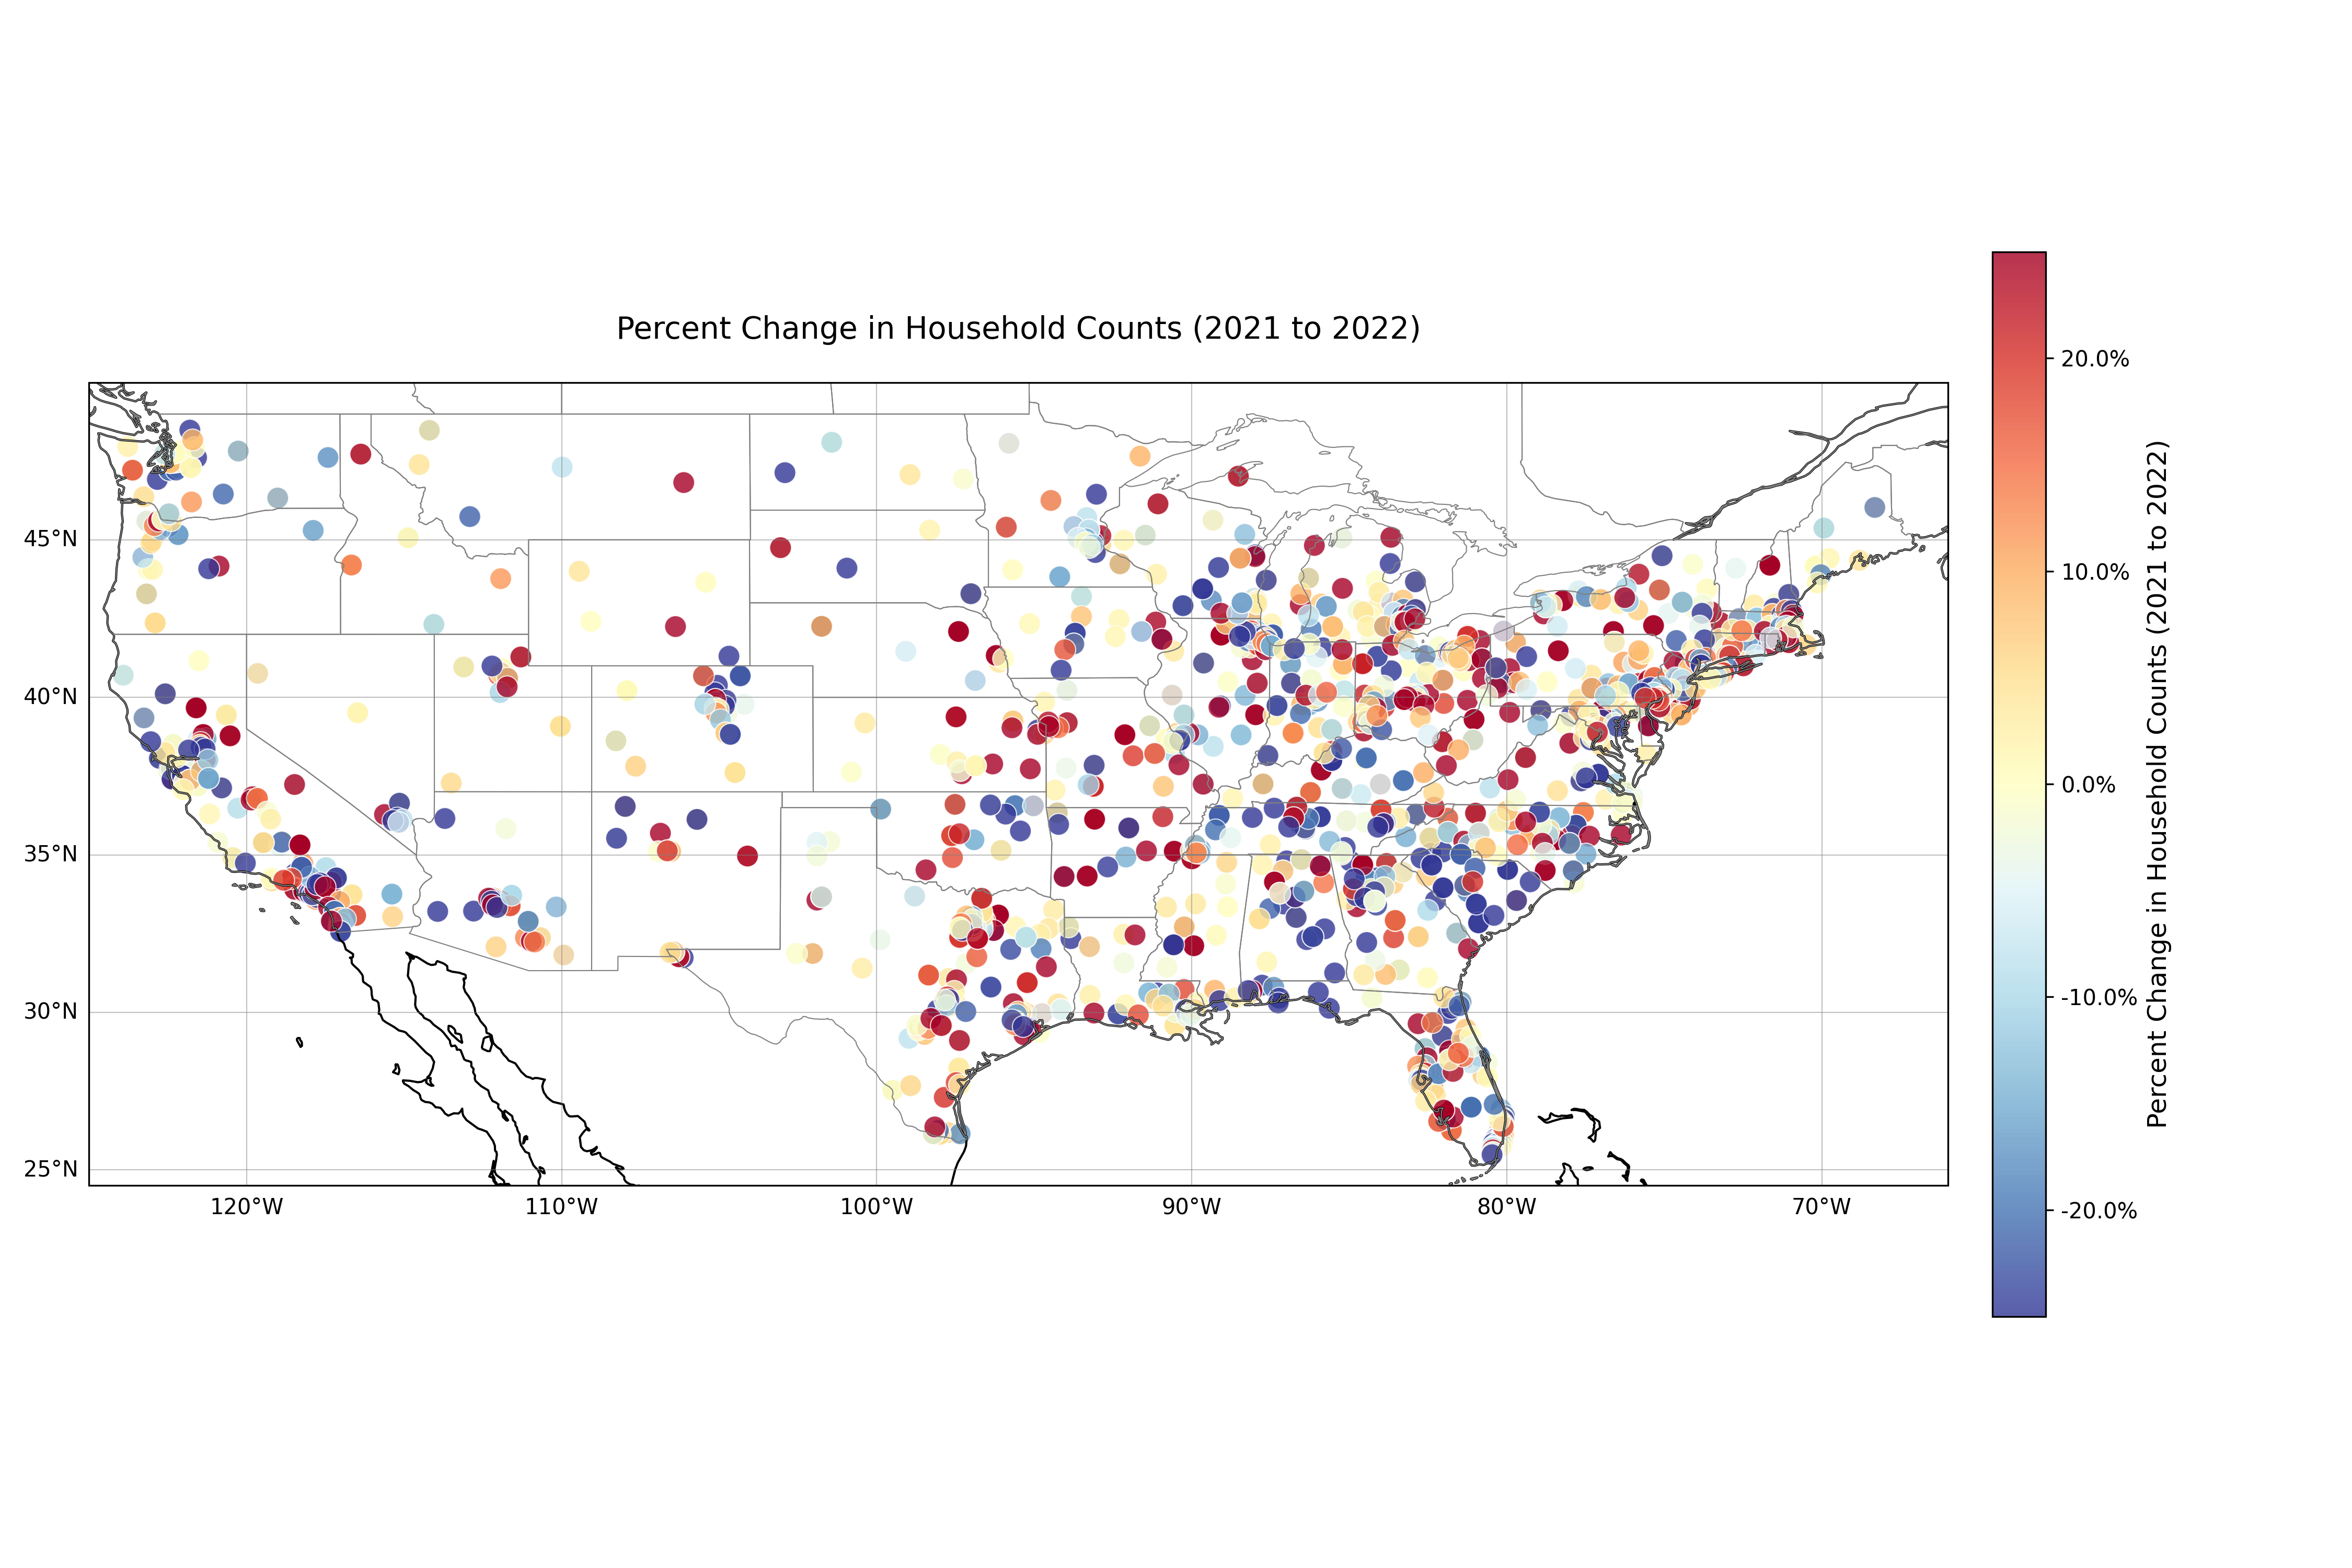 Percent Change in Household Counts (2021 to 2022)
45°N
40°N
35°N
30°N
25°N
120°W
110°W
100°W
90°W
80°W
70°W
20.0%
10.0%
0.0%
-10.0%
-20.0%
Percent Change in Household Counts (2021 to 2022)